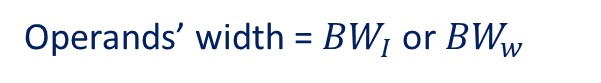 Operands’ width = BW_I or BW_w